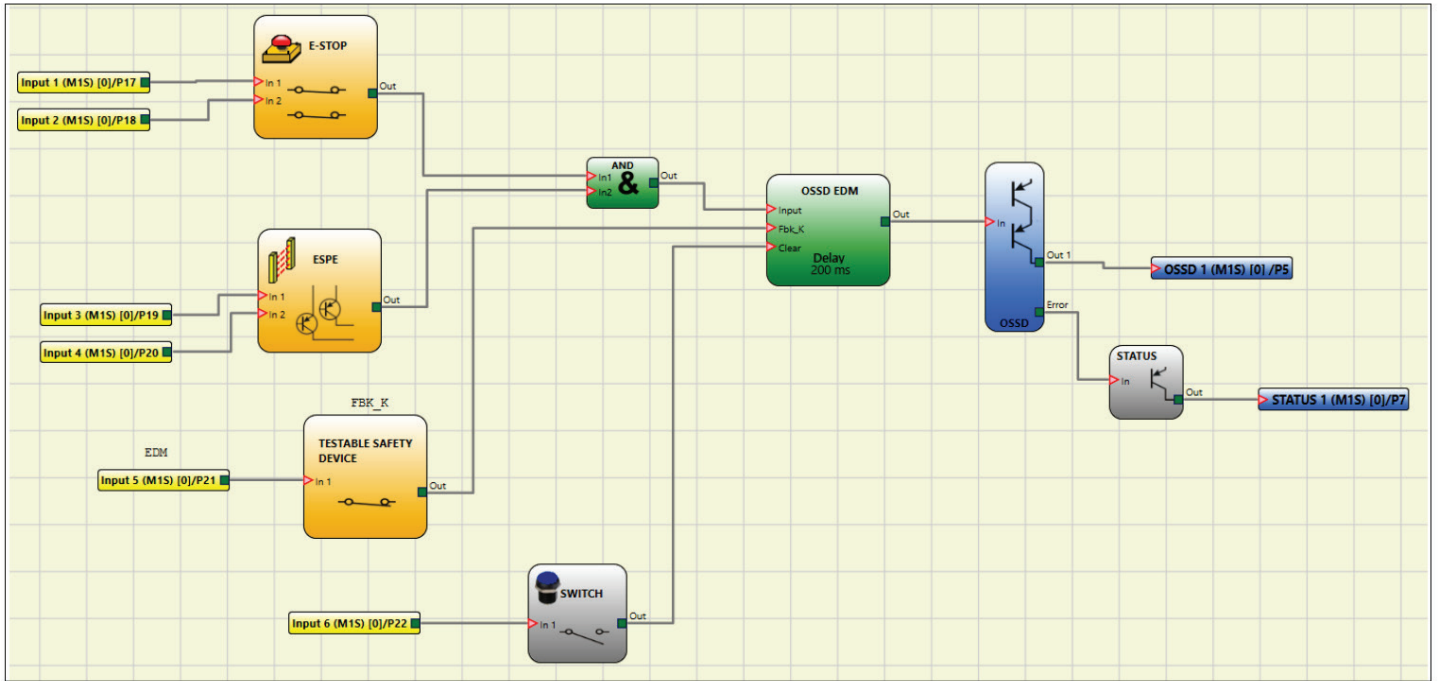 E-STOP
Input 1 (M1S) [0]/P17
In 1
Out
Input 2 (M1S) [0]/P18
In 2
AND
In1
&
Out
In2
OSSD EDM
Input
Fbk_K
Clear
Out
Delay
200 ms
In
Out 1
OSSD 1 (M1S) [0] /P5
Error
OSSD
ESPE
Input 3 (M1S) [0]/P19
In 1
Out
In 2
Input 4 (M1S) [0]/P20
STATUS
In
Out
STATUS 1 (M1S) [0]/P7
FBK_K
TESTABLE SAFETY
DEVICE
EDM
Input 5 (M1S) [0]/P21
In 1
Out
SWITCH
Input 6 (M1S) [0]/P22
In 1
Out